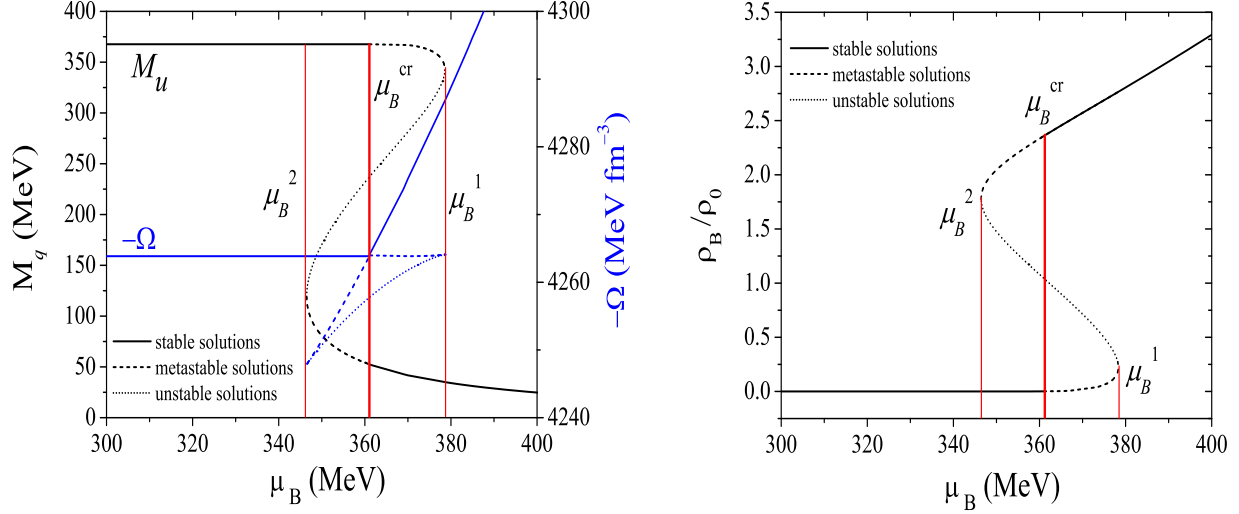 400
350
300
250
200
150
100
50
0
M_q (MeV)
300
320
340
360
380
400
μ_B (MeV)
4300
4280
4260
4240
−Ω (MeV fm⁻³)
M_u
μ_B^cr
μ_B^2
μ_B^1
−Ω
stable solutions
metastable solutions
unstable solutions
3.5
3.0
2.5
2.0
1.5
1.0
0.5
0.0
ρ_B/ρ_0
300
320
340
360
380
400
μ_B (MeV)
stable solutions
metastable solutions
unstable solutions
μ_B^cr
μ_B^2
μ_B^1